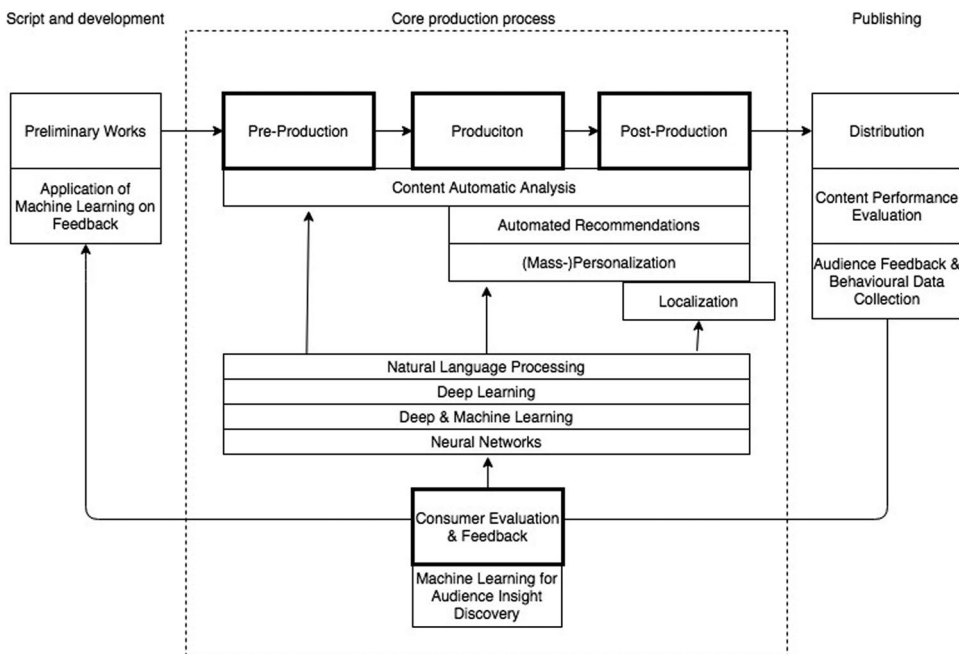 Script and development
Core production process
Publishing
Preliminary Works
Pre-Production
Produciton
Post-Production
Distribution
Application of
Machine Learning on
Feedback
Content Automatic Analysis
Automated Recommendations
(Mass-)Personalization
Localization
Content Performance
Evaluation
Audience Feedback &
Behavioural Data
Collection
Natural Language Processing
Deep Learning
Deep & Machine Learning
Neural Networks
Consumer Evaluation
& Feedback
Machine Learning for
Audience Insight
Discovery